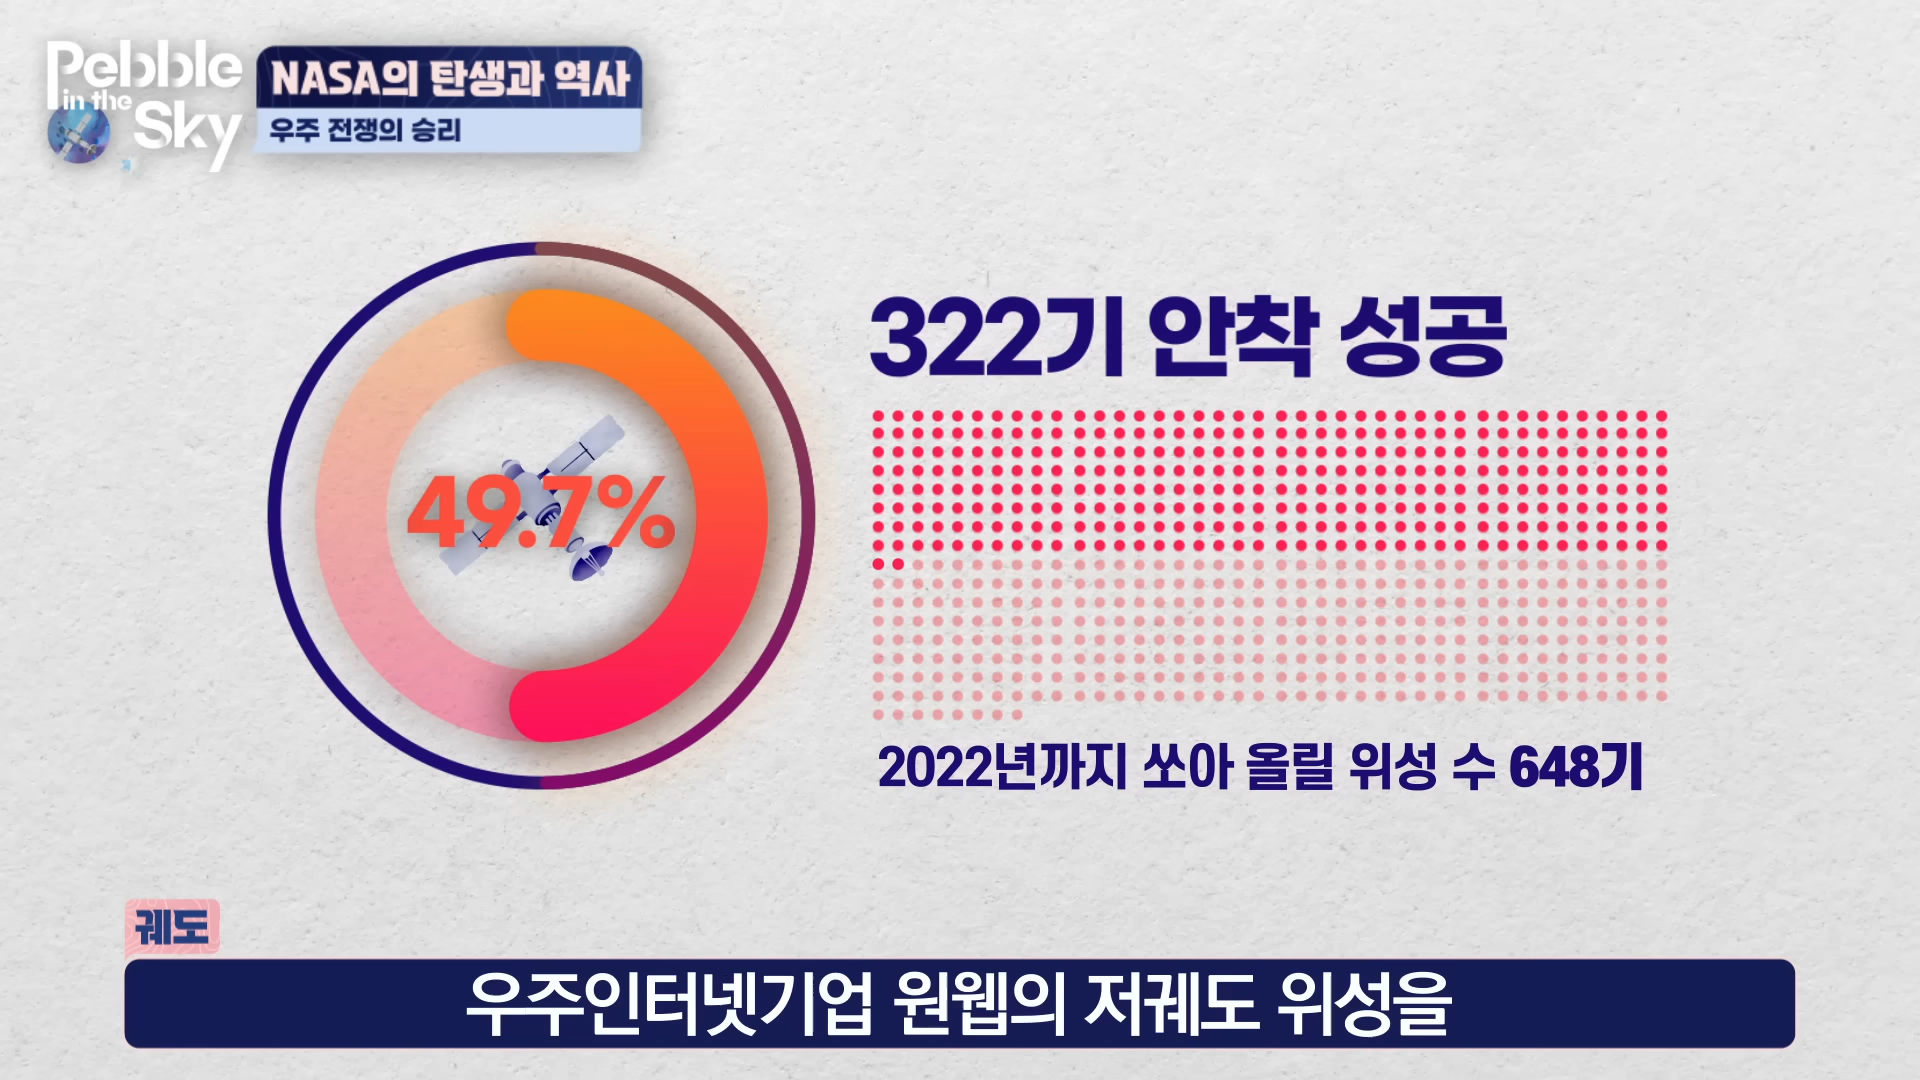 Pebble
in the
Sky
NASA의 탄생과 역사
우주 전쟁의 승리
322기 안착 성공
49.7%
2022년까지 쏘아 올릴 위성 수 648기
궤도
우주인터넷기업 원웹의 저궤도 위성을